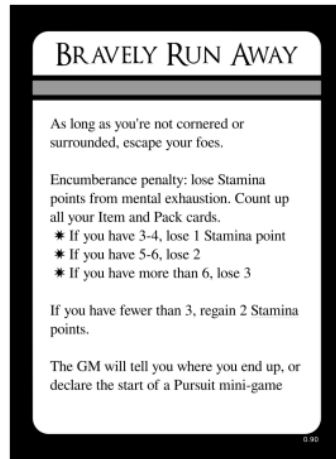 BRAVELY RUN AWAY
As long as you're not cornered or
surrounded, escape your foes.
Encumberance penalty: lose Stamina
points from mental exhaustion. Count up
all your Item and Pack cards.
✷ If you have 3-4, lose 1 Stamina point
✷ If you have 5-6, lose 2
✷ If you have more than 6, lose 3
If you have fewer than 3, regain 2 Stamina
points.
The GM will tell you where you end up, or
declare the start of a Pursuit mini-game
0.90